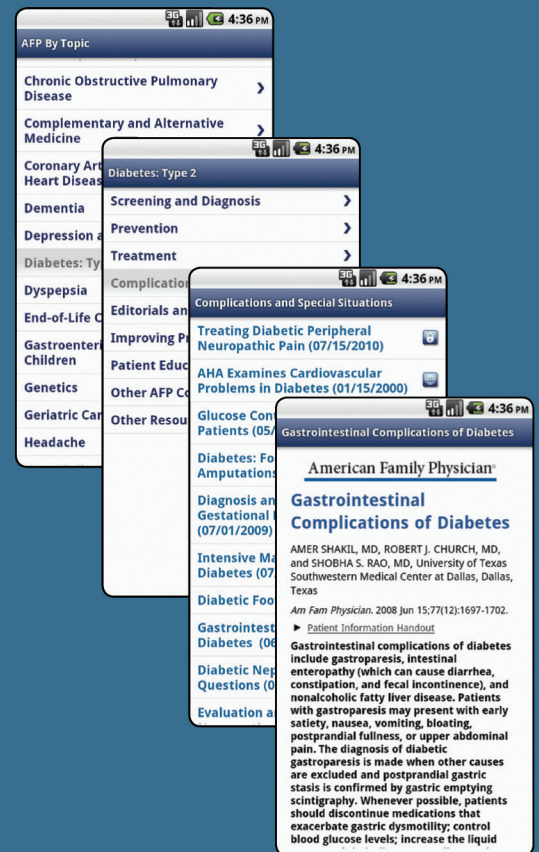 3G 4:36 PM
AFP By Topic
Chronic Obstructive Pulmonary
Disease
Complementary and Alternative
Medicine
Coronary Art
Heart Diseas
Dementia
Depression a
Diabetes: Ty
Dyspepsia
End-of-Life C
Gastroenteri
Children
Genetics
Geriatric Car
Headache
3G 4:36 PM
Diabetes: Type 2
Screening and Diagnosis
Prevention
Treatment
Complication
Editorials an
Improving Pr
Patient Educ
Other AFP Co
Other Resou
3G 4:36 PM
Complications and Special Situations
Treating Diabetic Peripheral
Neuropathic Pain (07/15/2010)
AHA Examines Cardiovascular
Problems in Diabetes (01/15/2000)
Glucose Cont
Patients (05/
Diabetes: Fo
Amputations
Diagnosis an
Gestational
(07/01/2009)
Intensive Ma
Diabetes (07
Diabetic Foo
Gastrointest
Diabetes (06
Diabetic Nep
Questions (0
Evaluation a
3G 4:36 PM
Gastrointestinal Complications of Diabetes
American Family Physician®
Gastrointestinal
Complications of Diabetes
AMER SHAKIL, MD, ROBERT J. CHURCH, MD,
and SHOBHA S. RAO, MD, University of Texas
Southwestern Medical Center at Dallas, Dallas,
Texas
Am Fam Physician. 2008 Jun 15;77(12):1697-1702.
► Patient Information Handout
Gastrointestinal complications of diabetes
include gastroparesis, intestinal
enteropathy (which can cause diarrhea,
constipation, and fecal incontinence), and
nonalcoholic fatty liver disease. Patients
with gastroparesis may present with early
satiety, nausea, vomiting, bloating,
postprandial fullness, or upper abdominal
pain. The diagnosis of diabetic
gastroparesis is made when other causes
are excluded and postprandial gastric
stasis is confirmed by gastric emptying
scintigraphy. Whenever possible, patients
should discontinue medications that
exacerbate gastric dysmotility; control
blood glucose levels; increase the liquid